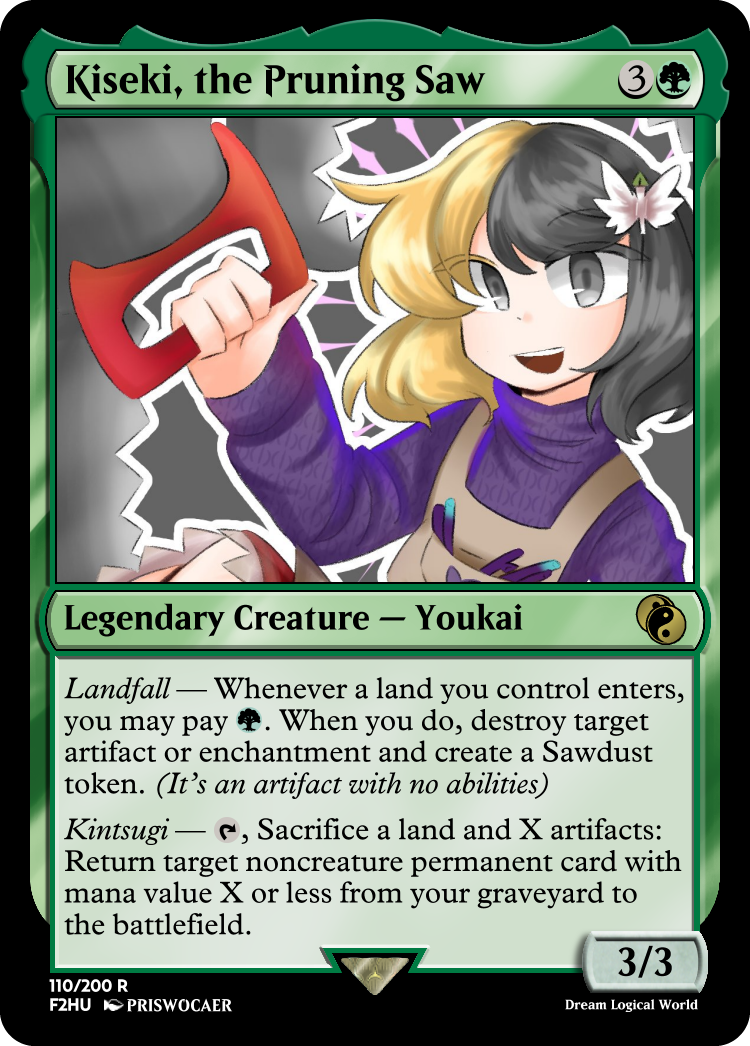 Kiseki, the Pruning Saw 3
Legendary Creature — Youkai
Landfall — Whenever a land you control enters,
you may pay . When you do, destroy target
artifact or enchantment and create a Sawdust
token. (It's an artifact with no abilities)
Kintsugi — , Sacrifice a land and X artifacts:
Return target noncreature permanent card with
mana value X or less from your graveyard to
the battlefield.
3/3
110/200 R
F2HU PRISWOCAER
Dream Logical World